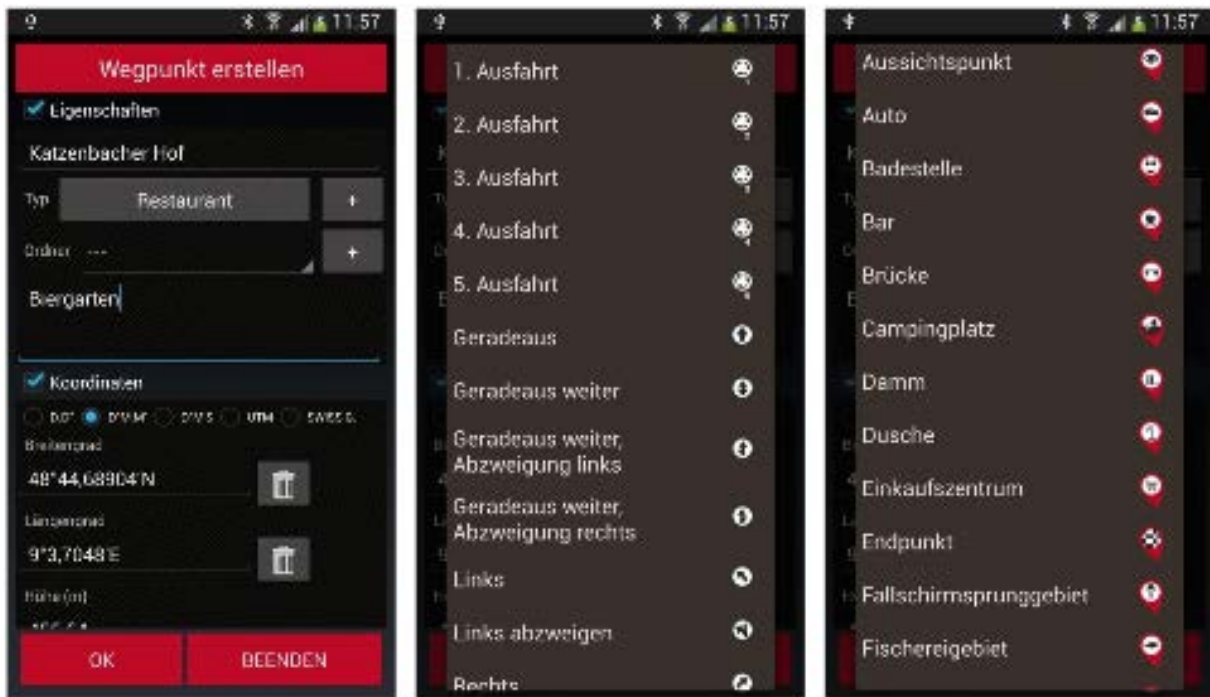 11:57
Wegpunkt erstellen
Eigenschaften
Katzenbacher Hof
Typ Restaurant +
Ordner --- +
Biergarten
Koordinaten
UTM
Breitengrad
48°44,68904'N
Längengrad
9°3,7048'E
Höhe (m)
OK BEENDEN
11:57
1. Ausfahrt
2. Ausfahrt
3. Ausfahrt
4. Ausfahrt
5. Ausfahrt
Geradeaus
Geradeaus weiter
Geradeaus weiter,
Abzweigung links
Geradeaus weiter,
Abzweigung rechts
Links
Links abzweigen
Rechts
11:57
Aussichtspunkt
Auto
Badestelle
Bar
Brücke
Campingplatz
Damm
Dusche
Einkaufszentrum
Endpunkt
Fallschirmsprunggebiet
Fischereigebiet